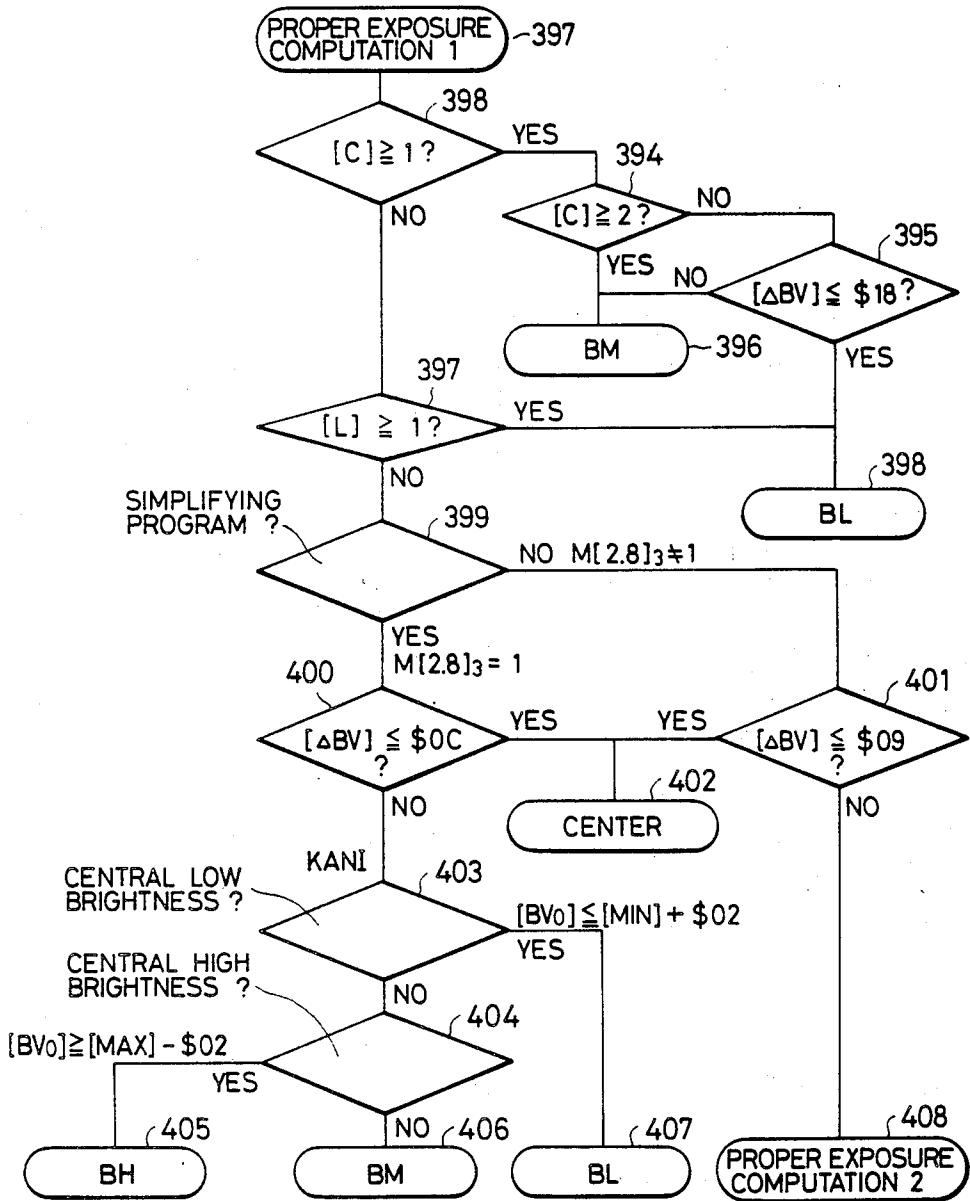 PROPER EXPOSURE
COMPUTATION 1
397
398
[C] ≧ 1 ?
YES
NO
394
[C] ≧ 2 ?
NO
YES
395
[△BV] ≦ $18 ?
NO
YES
BM
396
397
[L] ≧ 1 ?
YES
NO
398
BL
SIMPLIFYING
PROGRAM ?
399
NO M[2.8]₃≠1
YES
M[2.8]₃ = 1
400
[△BV] ≦ $0C
?
YES
NO
YES
401
[△BV] ≦ $09
?
NO
402
CENTER
KANI
CENTRAL LOW
BRIGHTNESS ?
403
[BV₀] ≦ [MIN] + $02
YES
NO
CENTRAL HIGH
BRIGHTNESS ?
404
[BV₀] ≧ [MAX] - $02
YES
NO
405
BH
406
BM
407
BL
408
PROPER EXPOSURE
COMPUTATION 2